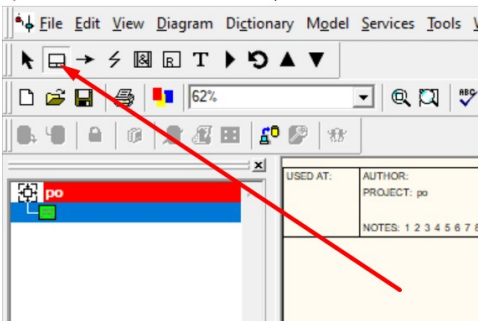 File Edit View Diagram Dictionary Model Services Tools
R T
62%
ABC
po
USED AT: AUTHOR:
PROJECT: po
NOTES: 1 2 3 4 5 6 7 8